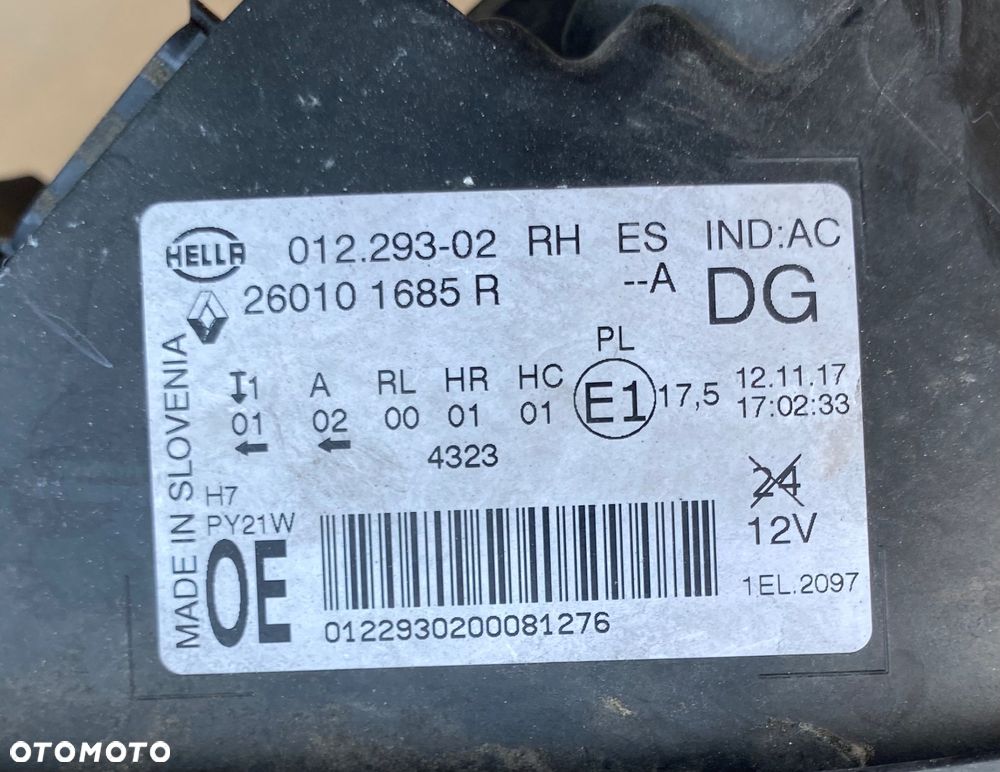 HELLA 012.293-02 RH ES IND:AC
26010 1685 R --A DG
MADE IN SLOVENIA
PL
1 A RL HR HC E1 17,5 12.11.17
01 02 00 01 01 17:02:33
4323
24
H7
PY21W
12V
OE
1EL.2097
0122930200081276
OTOMOTO